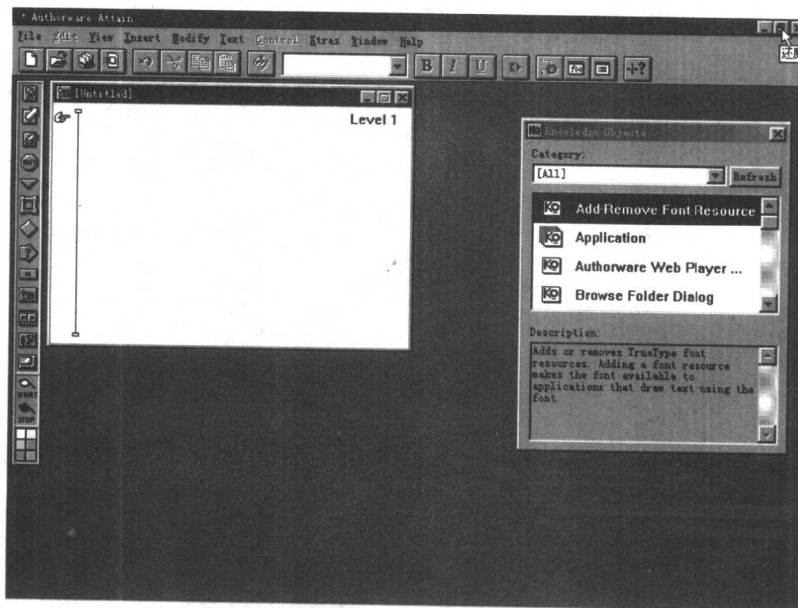 Authorware Attain
File Edit View Insert Modify Text Control Xtras Window Help
B I U
[Untitled]
Level 1
Knowledge Objects
Category:
[All]
Refresh
Add-Remove Font Resource
Application
Authorware Web Player ...
Browse Folder Dialog
Description:
Adds or removes TrueType font
resources. Adding a font resource
makes the font available to
applications that draw text using the
font.
START
STOP